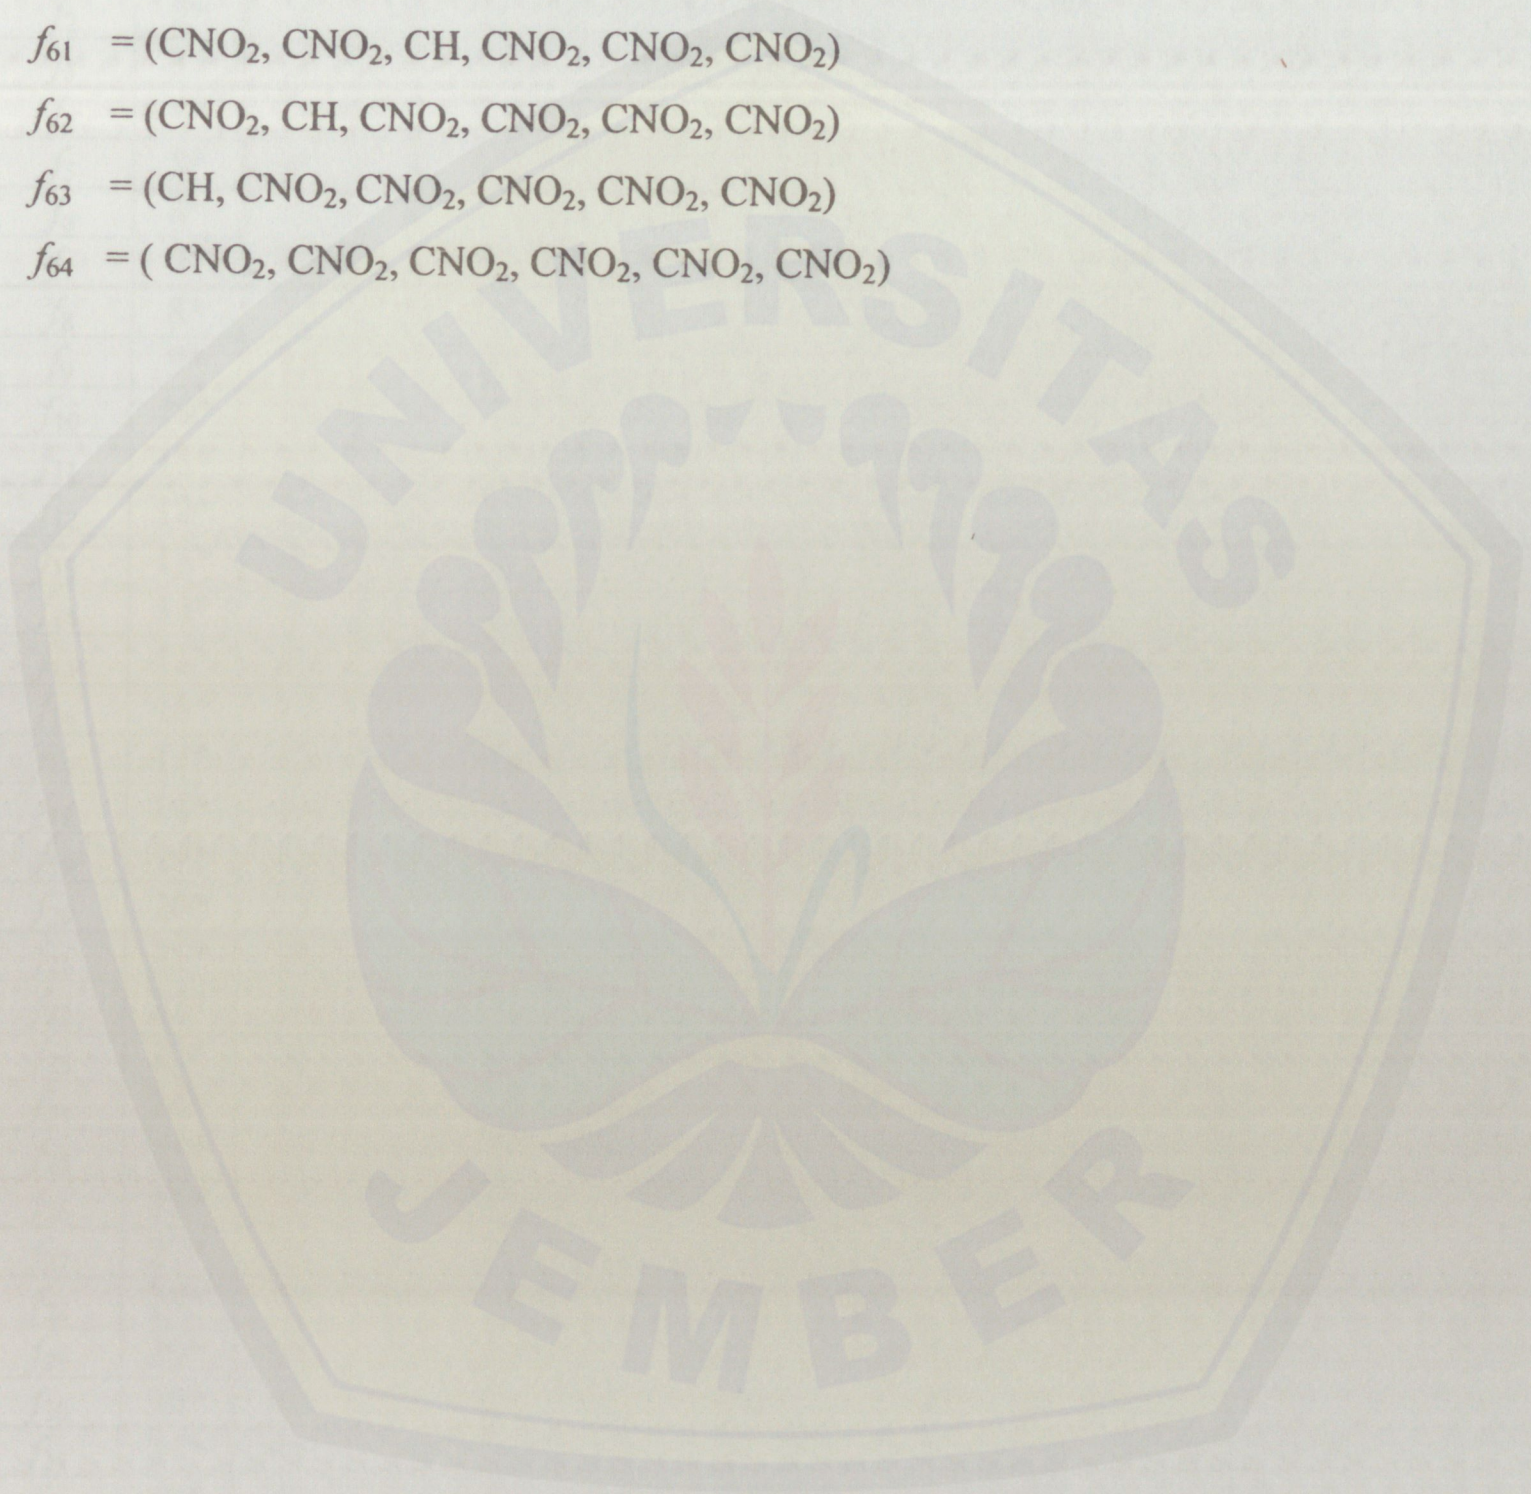 f61 = (CNO2, CNO2, CH, CNO2, CNO2, CNO2)
f62 = (CNO2, CH, CNO2, CNO2, CNO2, CNO2)
f63 = (CH, CNO2, CNO2, CNO2, CNO2, CNO2)
f64 = ( CNO2, CNO2, CNO2, CNO2, CNO2, CNO2)
UNIVERSITAS
JEMBER